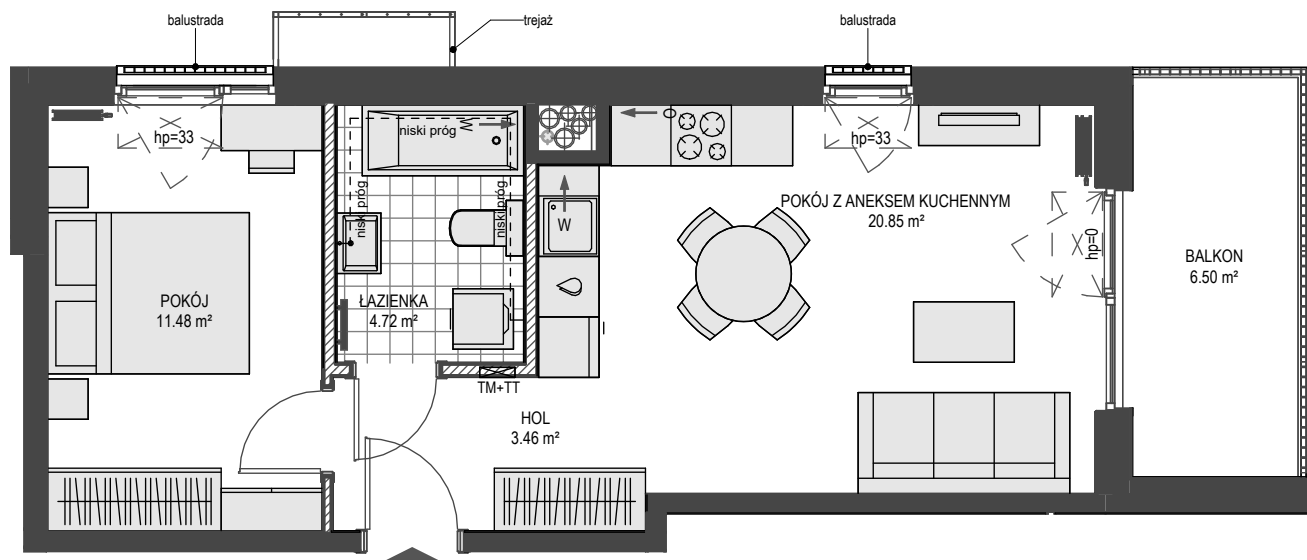 balustrada
trejaż
balustrada
hp=33
niski próg
W
O
hp=33
niski próg
niski próg
POKÓJ Z ANEKSEM KUCHENNYM
20.85 m²
hp=0
W
BALKON
6.50 m²
POKÓJ
11.48 m²
ŁAZIENKA
4.72 m²
TM+TT
HOL
3.46 m²